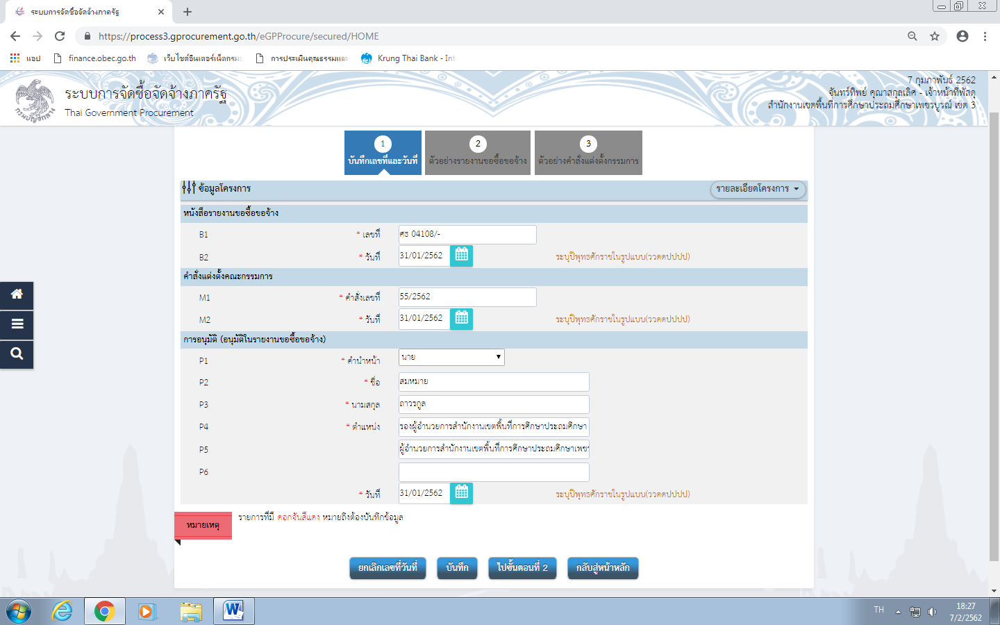 ระบบการจัดซื้อจัดจ้างภาครัฐ
https://process3.gprocurement.go.th/eGPProcure/secured/HOME
แอป finance.obec.go.th เว็บไซต์อินเตอร์เน็ตกรม การประเมินคุณธรรมและ Krung Thai Bank - Int
ระบบการจัดซื้อจัดจ้างภาครัฐ
Thai Government Procurement
กรมบัญชีกลาง
7 กุมภาพันธ์ 2562
จันทร์ทิพย์ คุณาสกุลเลิศ - เจ้าหน้าที่พัสดุ
สำนักงานเขตพื้นที่การศึกษาประถมศึกษาเพชรบูรณ์ เขต 3
1 2 3
บันทึกเลขที่และวันที่ ตัวอย่างรายงานขอซื้อขอจ้าง ตัวอย่างคำสั่งแต่งตั้งกรรมการ
ข้อมูลโครงการ รายละเอียดโครงการ
หนังสือรายงานขอซื้อขอจ้าง
B1 * เลขที่ ศธ 04108/-
B2 * วันที่ 31/01/2562 ระบุปีพุทธศักราชในรูปแบบ(ววดดปปปป)
คำสั่งแต่งตั้งคณะกรรมการ
M1 * คำสั่งเลขที่ 55/2562
M2 * วันที่ 31/01/2562 ระบุปีพุทธศักราชในรูปแบบ(ววดดปปปป)
การอนุมัติ (อนุมัติในรายงานขอซื้อขอจ้าง)
P1 * คำนำหน้า นาย
P2 * ชื่อ สมหมาย
P3 * นามสกุล ถาวรกูล
P4 * ตำแหน่ง รองผู้อำนวยการสำนักงานเขตพื้นที่การศึกษาประถมศึกษา
P5 ผู้อำนวยการสำนักงานเขตพื้นที่การศึกษาประถมศึกษาเพชร
P6
* วันที่ 31/01/2562 ระบุปีพุทธศักราชในรูปแบบ(ววดดปปปป)
หมายเหตุ รายการที่มี ดอกจันสีแดง หมายถึงต้องบันทึกข้อมูล
ยกเลิกเลขที่วันที่ บันทึก ไปขั้นตอนที่ 2 กลับสู่หน้าหลัก
TH 18:27
7/2/2562